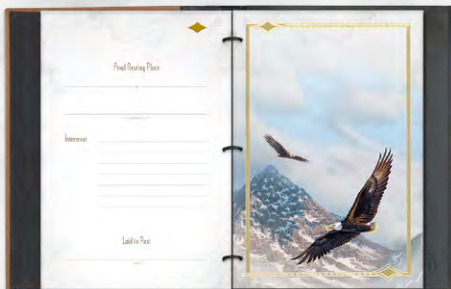 Final Resting Place
Interment
Laid to Rest